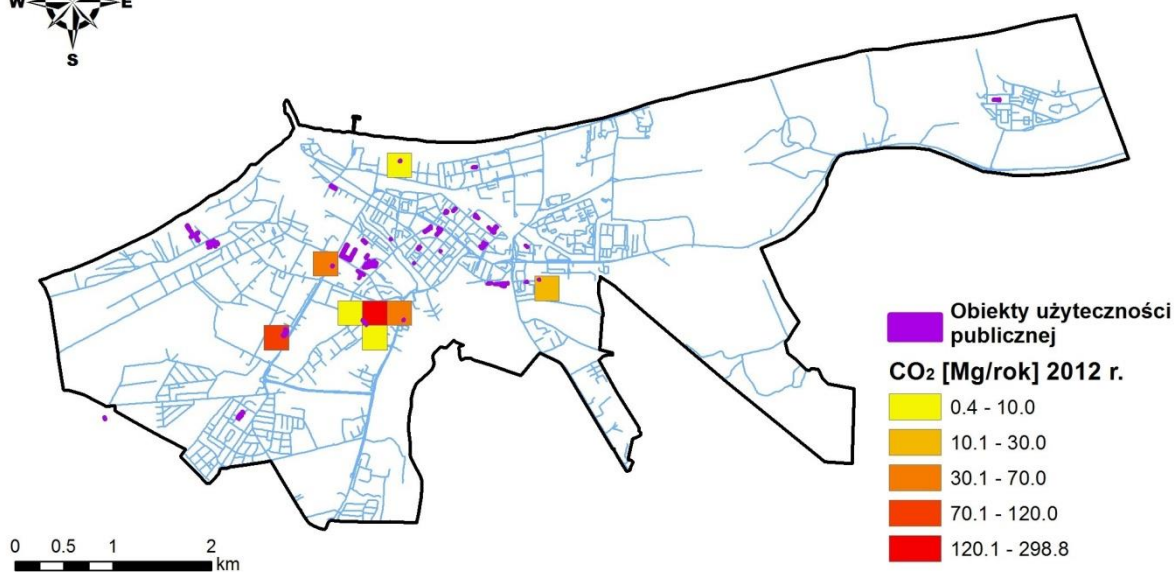 W E
S
Obiekty użyteczności
publicznej
CO₂ [Mg/rok] 2012 r.
0.4 - 10.0
10.1 - 30.0
30.1 - 70.0
70.1 - 120.0
120.1 - 298.8
0 0.5 1 2
km